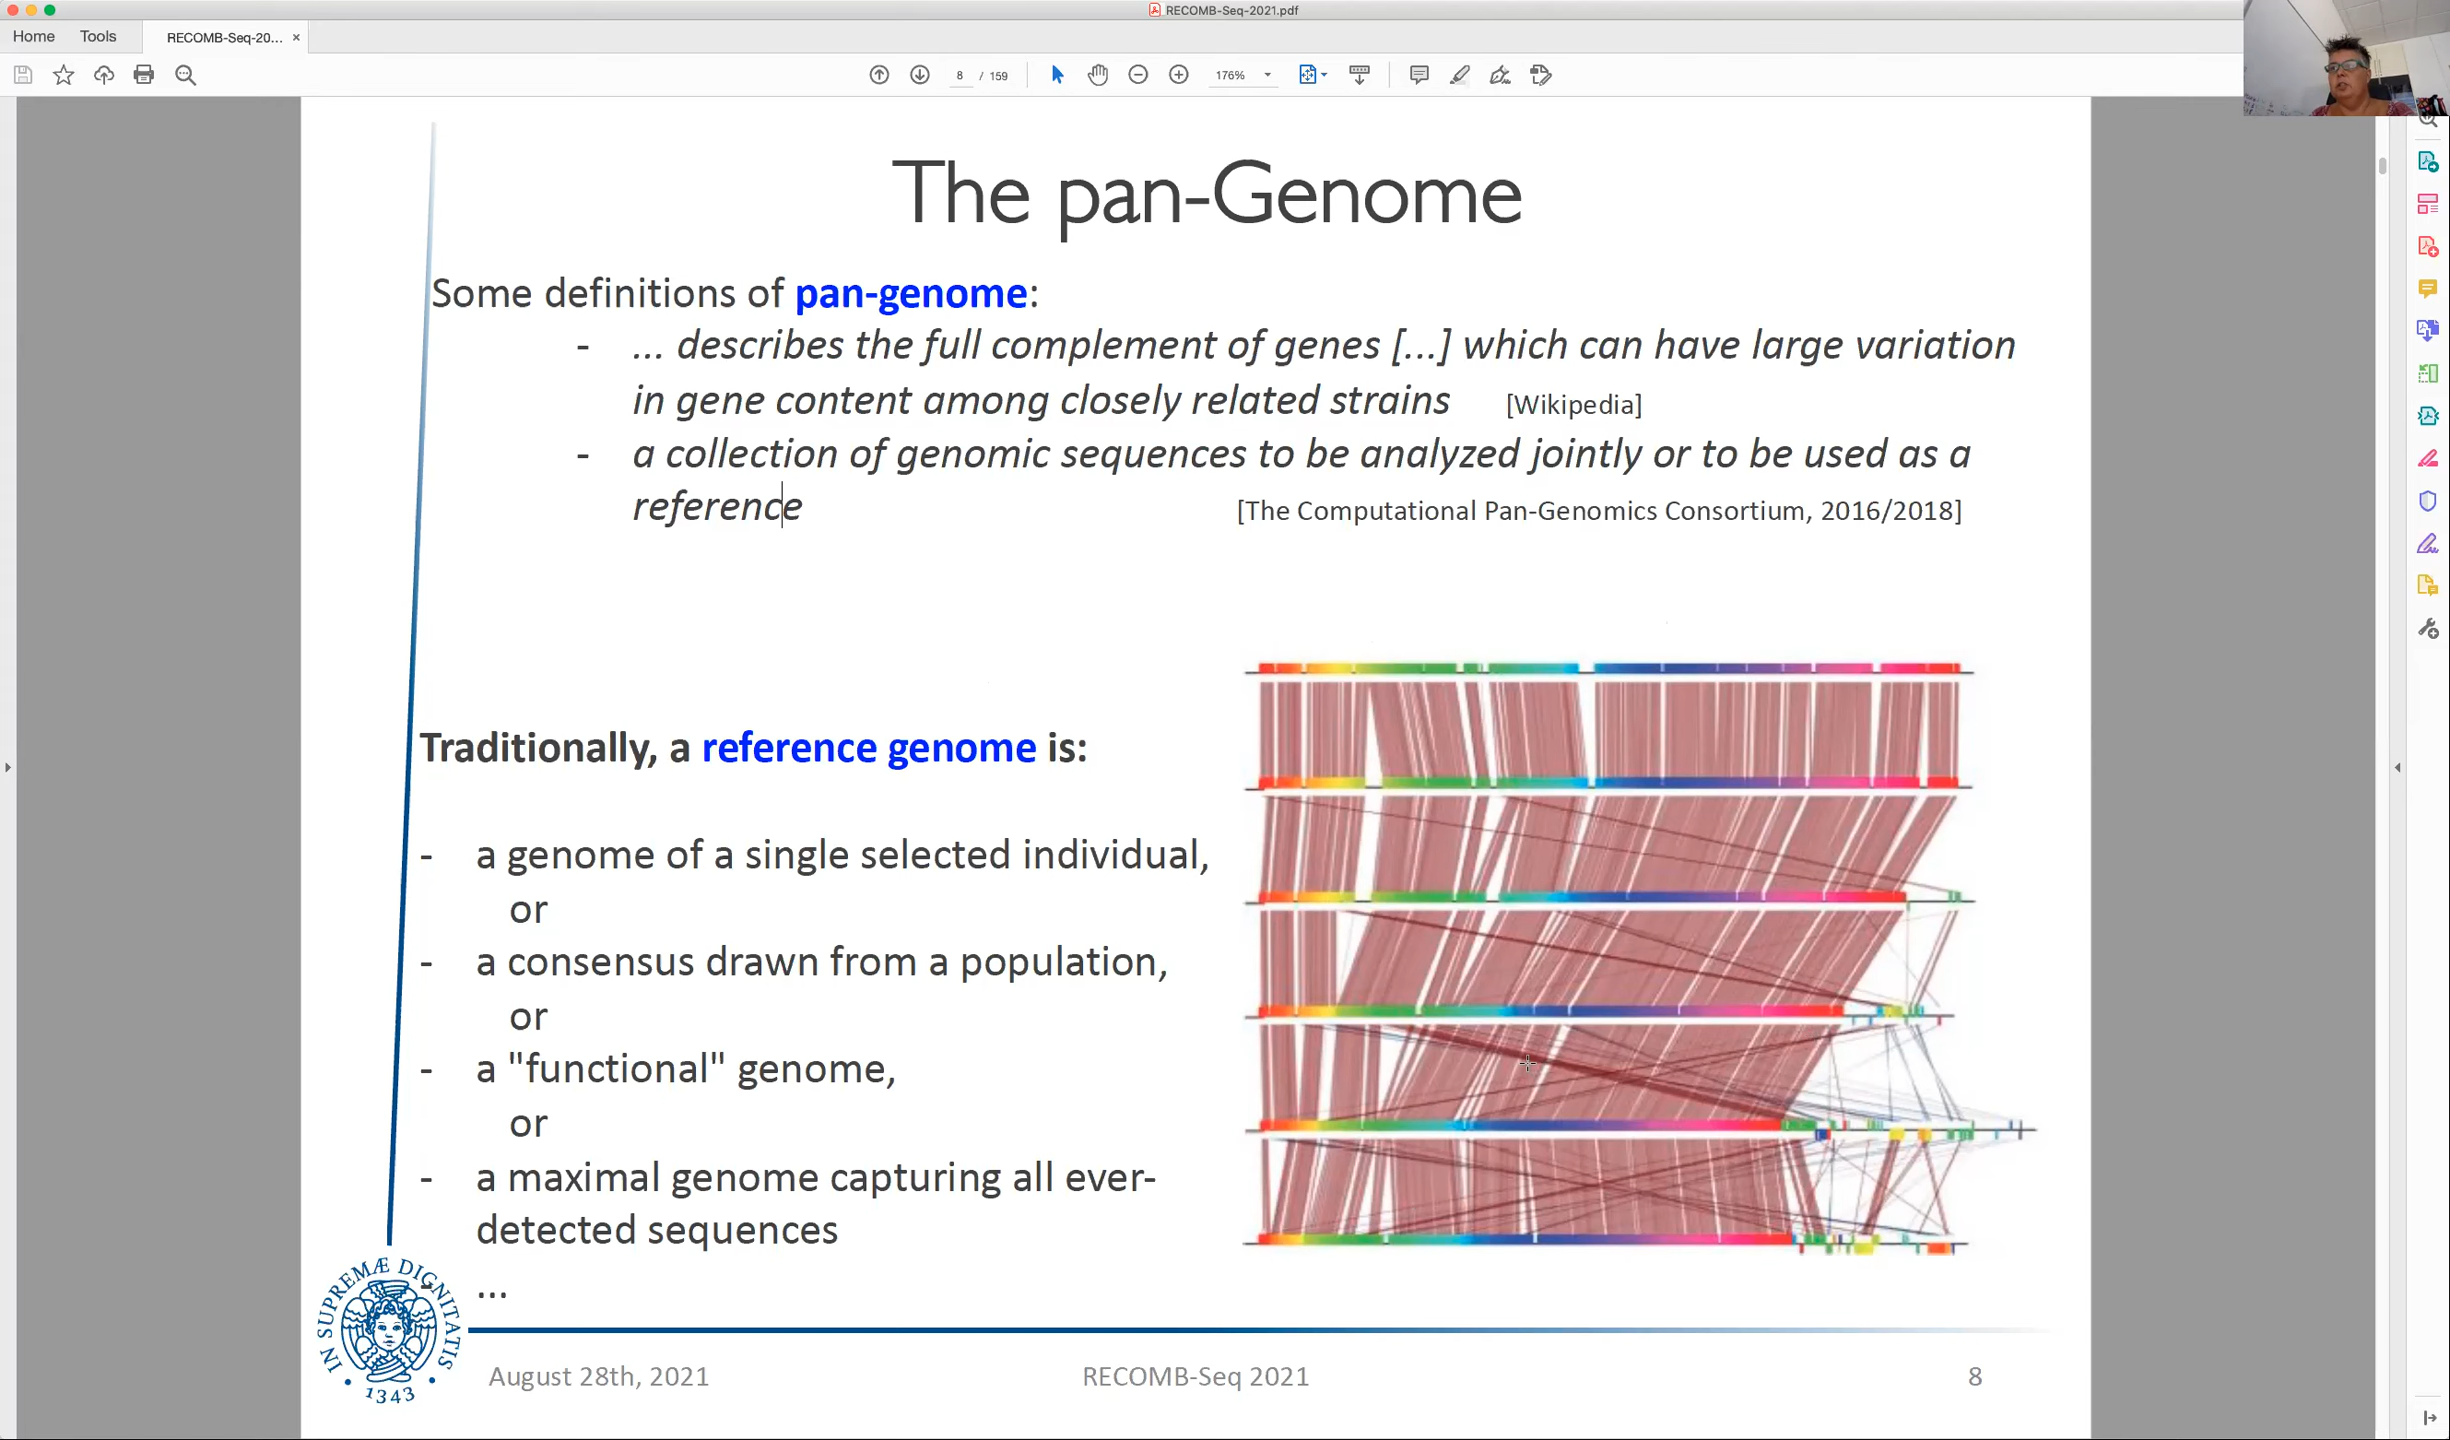 RECOMB-Seq-2021.pdf
Home Tools RECOMB-Seq-20... ×
8 / 159 176%
The pan-Genome
Some definitions of pan-genome:
- ... describes the full complement of genes [...] which can have large variation
in gene content among closely related strains [Wikipedia]
- a collection of genomic sequences to be analyzed jointly or to be used as a
reference [The Computational Pan-Genomics Consortium, 2016/2018]
Traditionally, a reference genome is:
- a genome of a single selected individual,
or
- a consensus drawn from a population,
or
- a "functional" genome,
or
- a maximal genome capturing all ever-
detected sequences
- ...
IN SUPREMÆ DIGNITATIS
· 1343 ·
August 28th, 2021 RECOMB-Seq 2021 8